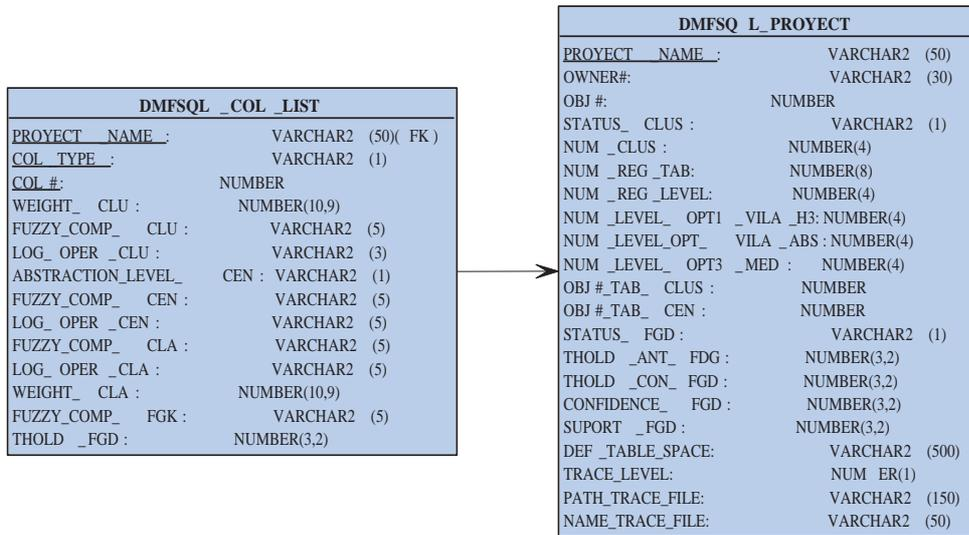 DMFSQL _COL _LIST
PROYECT _NAME : VARCHAR2 (50)( FK )
COL _TYPE : VARCHAR2 (1)
COL #: NUMBER
WEIGHT_ CLU : NUMBER(10,9)
FUZZY_COMP_ CLU : VARCHAR2 (5)
LOG_ OPER _CLU : VARCHAR2 (3)
ABSTRACTION_LEVEL_ CEN : VARCHAR2 (1)
FUZZY_COMP_ CEN : VARCHAR2 (5)
LOG_ OPER _CEN : VARCHAR2 (5)
FUZZY_COMP_ CLA : VARCHAR2 (5)
LOG_ OPER _CLA : VARCHAR2 (5)
WEIGHT_ CLA : NUMBER(10,9)
FUZZY_COMP_ FGK : VARCHAR2 (5)
THOLD _FGD : NUMBER(3,2)
DMFSQ L_ PROYECT
PROYECT _NAME : VARCHAR2 (50)
OWNER#: VARCHAR2 (30)
OBJ #: NUMBER
STATUS_ CLUS : VARCHAR2 (1)
NUM _CLUS : NUMBER(4)
NUM _REG _TAB: NUMBER(8)
NUM _REG_LEVEL: NUMBER(4)
NUM _LEVEL_ OPT1 _VILA _H3: NUMBER(4)
NUM _LEVEL_OPT_ VILA _ABS : NUMBER(4)
NUM _LEVEL_ OPT3 _MED : NUMBER(4)
OBJ #_TAB_ CLUS : NUMBER
OBJ #_TAB_ CEN : NUMBER
STATUS_ FGD : VARCHAR2 (1)
THOLD _ANT_ FDG : NUMBER(3,2)
THOLD _CON_ FGD : NUMBER(3,2)
CONFIDENCE_ FGD : NUMBER(3,2)
SUPORT _FGD : NUMBER(3,2)
DEF _TABLE_SPACE: VARCHAR2 (500)
TRACE_LEVEL: NUM ER(1)
PATH_TRACE_FILE: VARCHAR2 (150)
NAME_TRACE_FILE: VARCHAR2 (50)